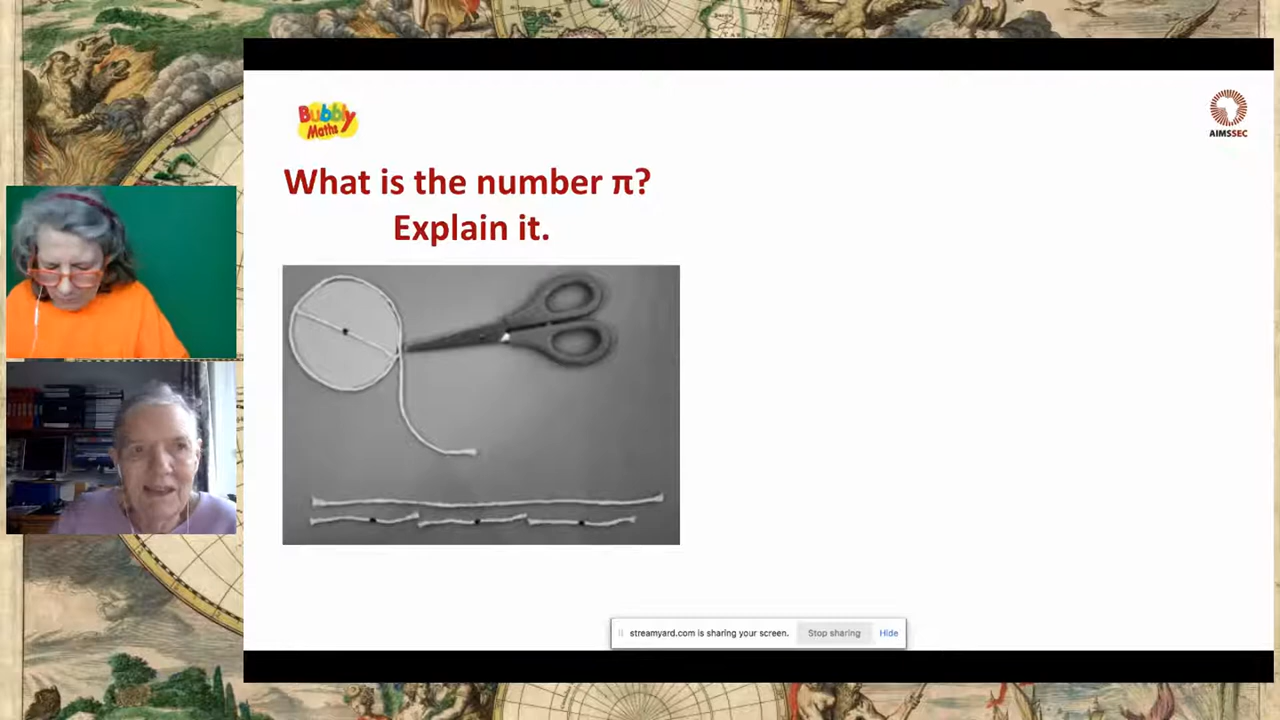 Bubbly
Maths
AIMSSEC
What is the number π?
Explain it.
streamyard.com is sharing your screen. Stop sharing Hide